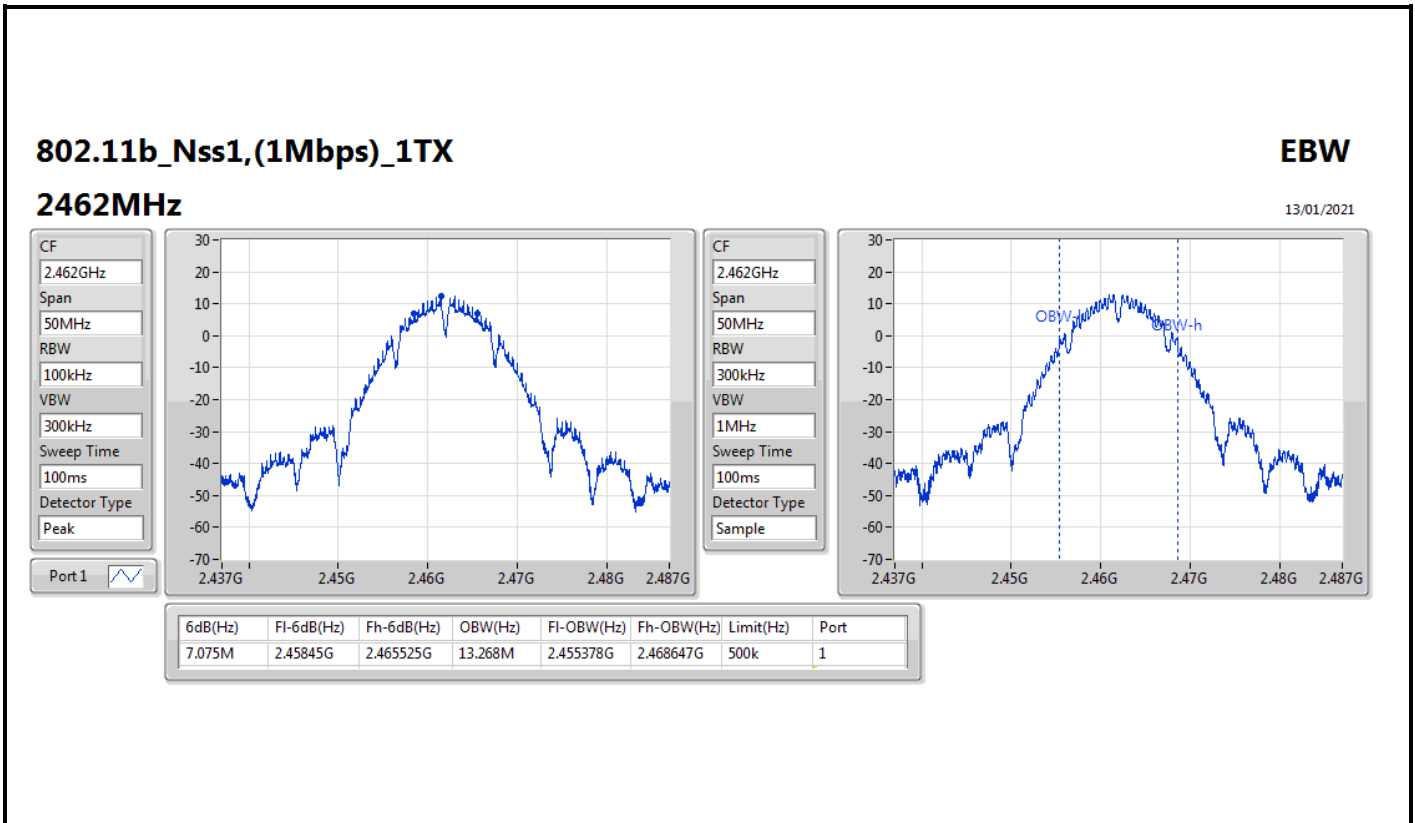 802.11b_Nss1,(1Mbps)_1TX
EBW
2462MHz
13/01/2021
CF
2.462GHz
Span
50MHz
RBW
100kHz
VBW
300kHz
Sweep Time
100ms
Detector Type
Peak
Port 1
30
20
10
0
-10
-20
-30
-40
-50
-60
-70
2.437G 2.45G 2.46G 2.47G 2.48G 2.487G
CF
2.462GHz
Span
50MHz
RBW
300kHz
VBW
1MHz
Sweep Time
100ms
Detector Type
Sample
30
20
10
0
-10
-20
-30
-40
-50
-60
-70
OBW-h
2.437G 2.45G 2.46G 2.47G 2.48G 2.487G
6dB(Hz) Fl-6dB(Hz) Fh-6dB(Hz) OBW(Hz) Fl-OBW(Hz) Fh-OBW(Hz) Limit(Hz) Port
7.075M 2.45845G 2.465525G 13.268M 2.455378G 2.468647G 500k 1